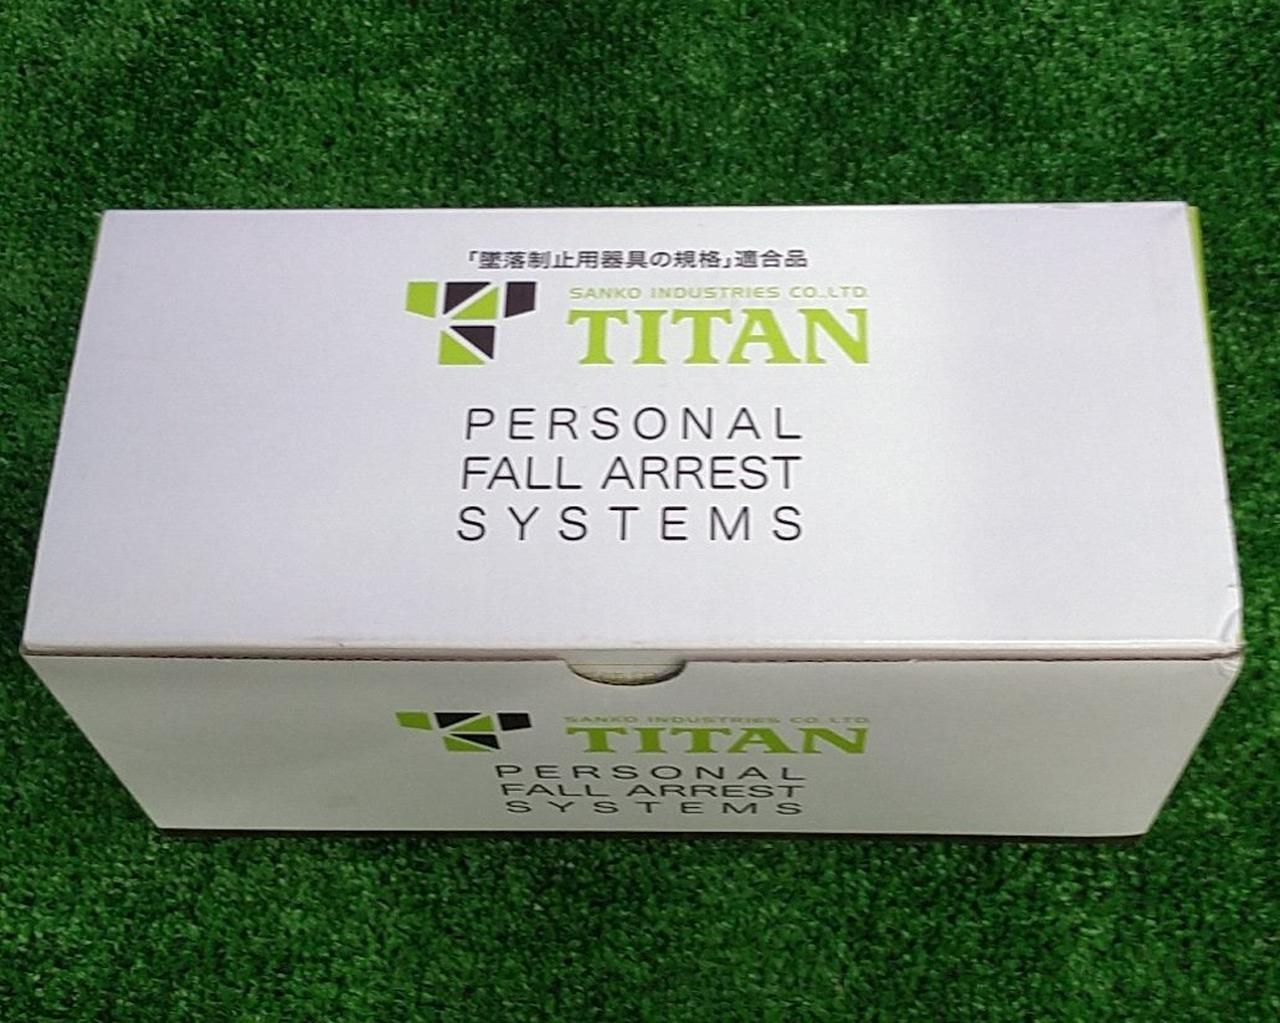 「墜落制止用器具の規格」適合品
SANKO INDUSTRIES CO.,LTD.
TITAN
PERSONAL
FALL ARREST
SYSTEMS
SANKO INDUSTRIES CO.,LTD.
TITAN
PERSONAL
FALL ARREST
SYSTEMS